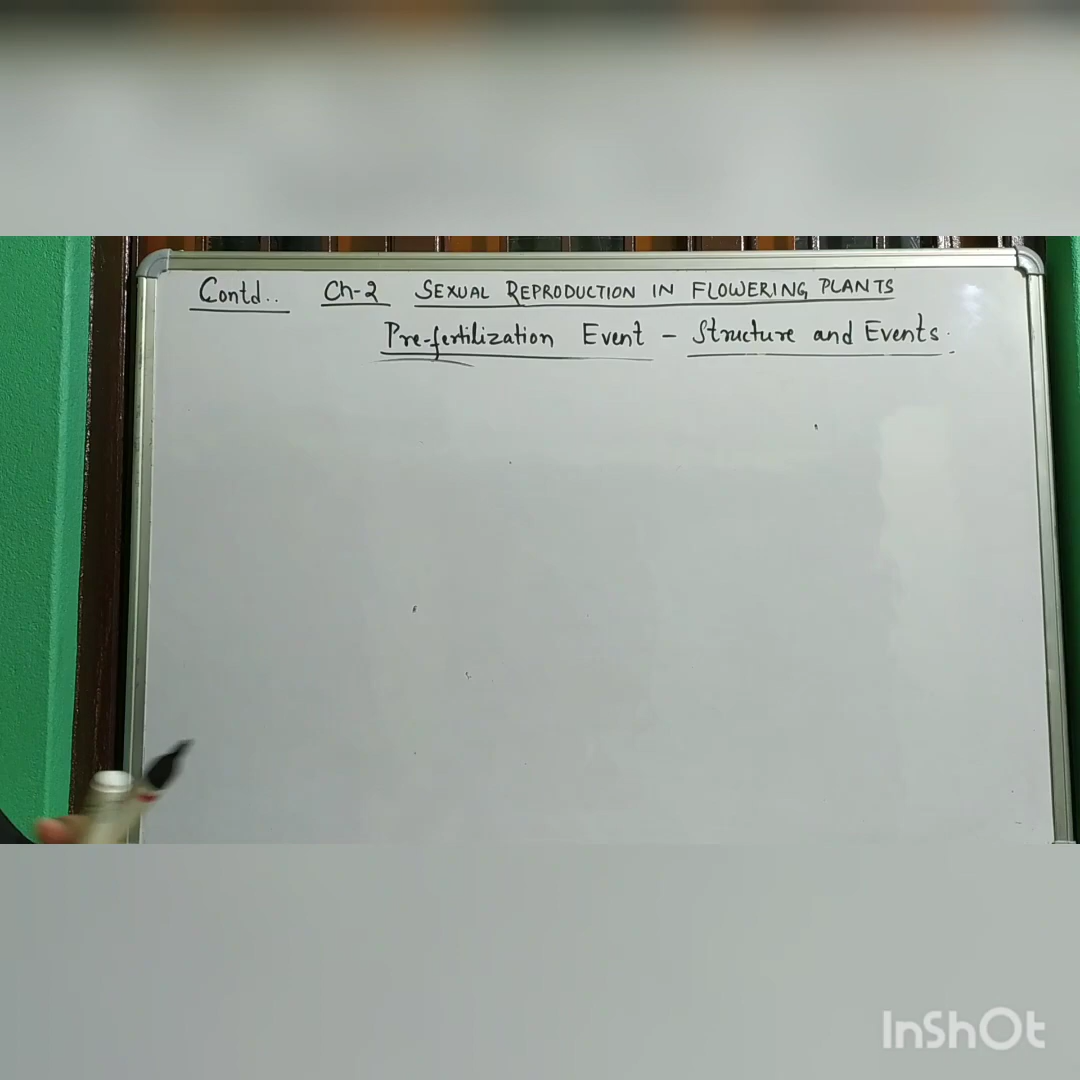 Contd.. Ch-2 SEXUAL REPRODUCTION IN FLOWERING PLANTS
Pre-fertilization Event - Structure and Events.
InShOt